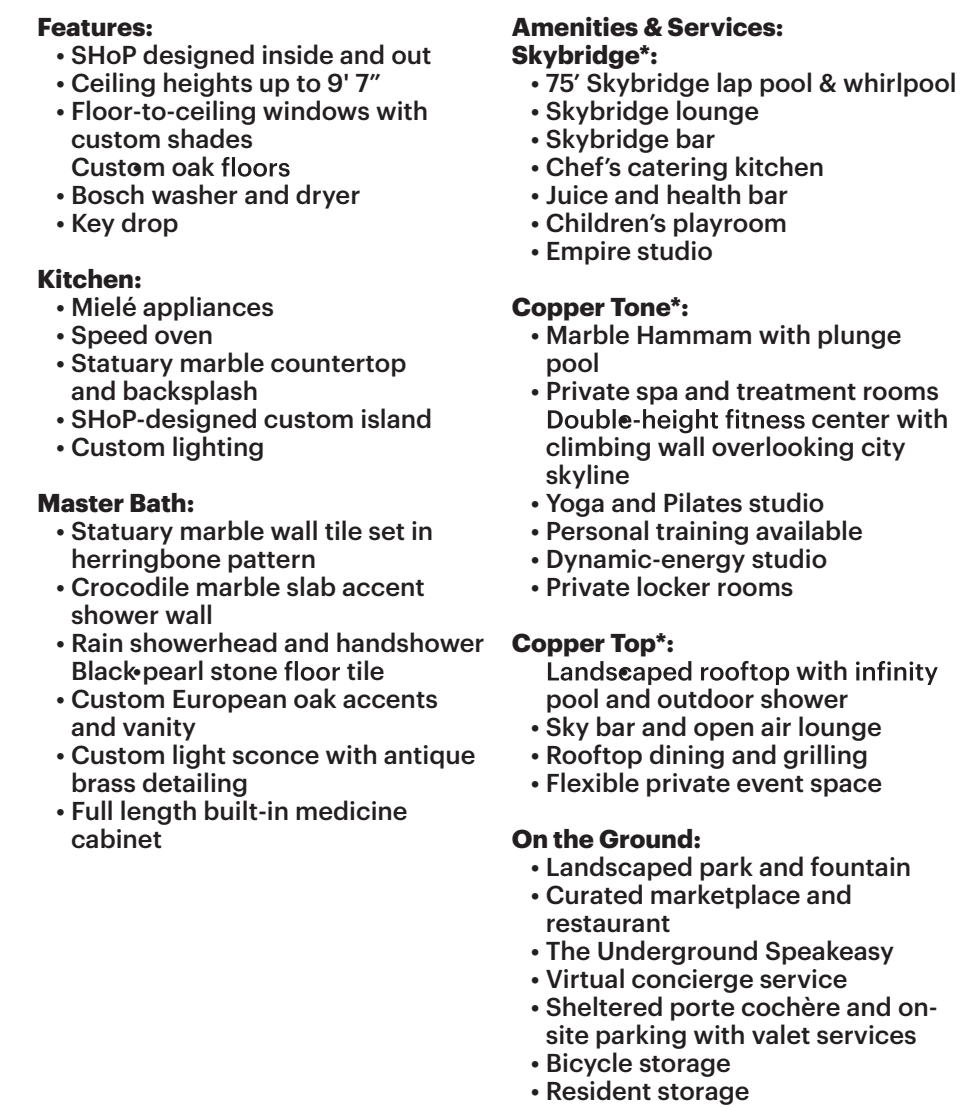 Features:
• SHoP designed inside and out
• Ceiling heights up to 9' 7”
• Floor-to-ceiling windows with
custom shades
Custom oak floors
• Bosch washer and dryer
• Key drop
Kitchen:
• Mielé appliances
• Speed oven
• Statuary marble countertop
and backsplash
• SHoP-designed custom island
• Custom lighting
Master Bath:
• Statuary marble wall tile set in
herringbone pattern
• Crocodile marble slab accent
shower wall
• Rain showerhead and handshower
Black•pearl stone floor tile
• Custom European oak accents
and vanity
• Custom light sconce with antique
brass detailing
• Full length built-in medicine
cabinet
Amenities & Services:
Skybridge*:
• 75’ Skybridge lap pool & whirlpool
• Skybridge lounge
• Skybridge bar
• Chef’s catering kitchen
• Juice and health bar
• Children’s playroom
• Empire studio
Copper Tone*:
• Marble Hammam with plunge
pool
• Private spa and treatment rooms
Double-height fitness center with
climbing wall overlooking city
skyline
• Yoga and Pilates studio
• Personal training available
• Dynamic-energy studio
• Private locker rooms
Copper Top*:
Landscaped rooftop with infinity
pool and outdoor shower
• Sky bar and open air lounge
• Rooftop dining and grilling
• Flexible private event space
On the Ground:
• Landscaped park and fountain
• Curated marketplace and
restaurant
• The Underground Speakeasy
• Virtual concierge service
• Sheltered porte cochère and on-
site parking with valet services
• Bicycle storage
• Resident storage